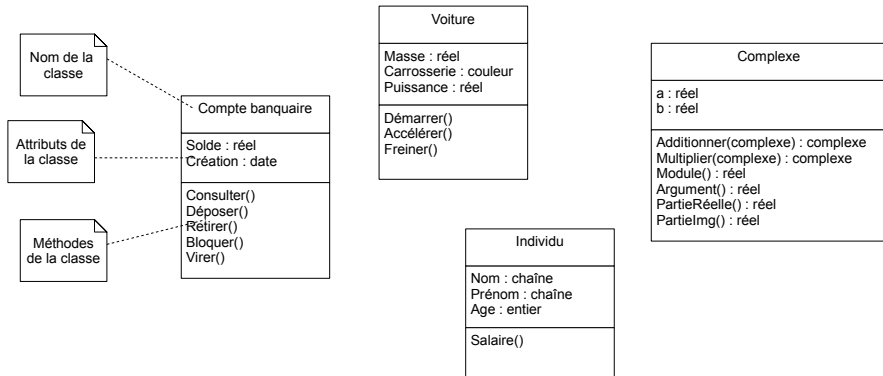 Nom de la
classe
Attributs de
la classe
Méthodes
de la classe
Compte banquaire
Solde : réel
Création : date
Consulter()
Déposer()
Retirer()
Bloquer()
Virer()
Voiture
Masse : réel
Carrosserie : couleur
Puissance : réel
Démarrer()
Accélérer()
Freiner()
Individu
Nom : chaîne
Prénom : chaîne
Age : entier
Salaire()
Complexe
a : réel
b : réel
Additionner(complexe) : complexe
Multiplier(complexe) : complexe
Module() : réel
Argument() : réel
PartieRéelle() : réel
PartieImg() : réel